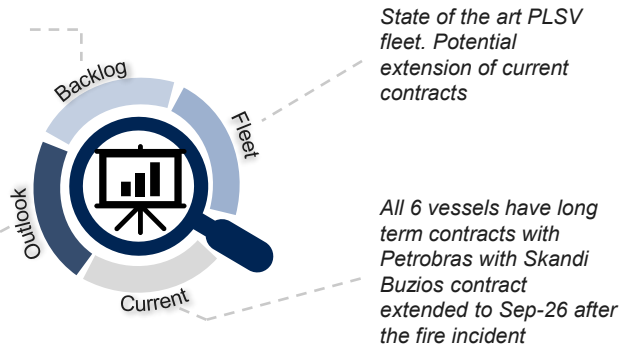 State of the art PLSV
fleet. Potential
extension of current
contracts
Backlog
Fleet
Outlook
Current
All 6 vessels have long
term contracts with
Petrobras with Skandi
Buzios contract
extended to Sep-26 after
the fire incident